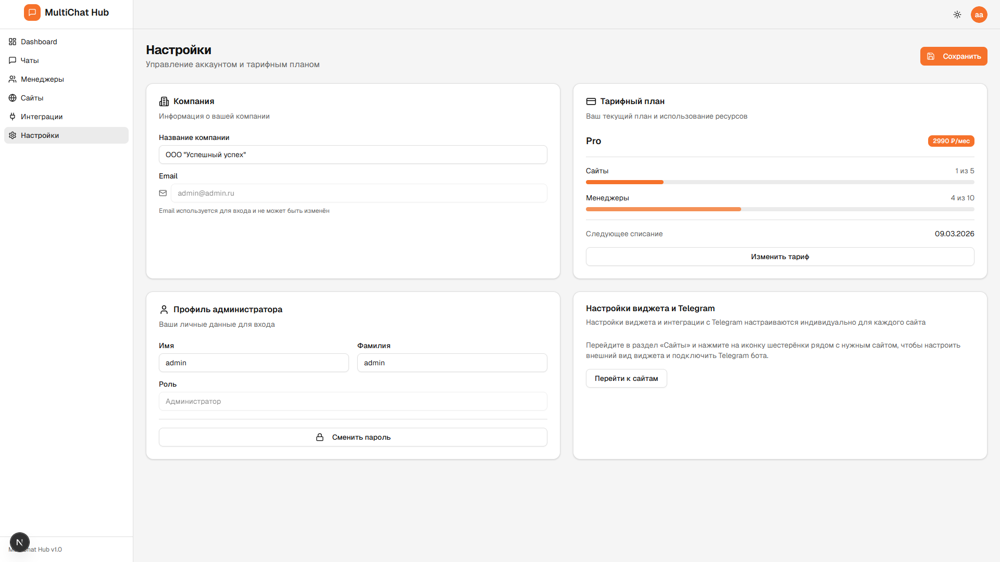 MultiChat Hub
aa
Dashboard
Чаты
Менеджеры
Сайты
Интеграции
Настройки
Настройки
Управление аккаунтом и тарифным планом
Сохранить
Компания
Информация о вашей компании
Название компании
ООО "Успешный успех"
Email
admin@admin.ru
Email используется для входа и не может быть изменён
Тарифный план
Ваш текущий план и использование ресурсов
Pro
2990 ₽/мес
Сайты
1 из 5
Менеджеры
4 из 10
Следующее списание
09.03.2026
Изменить тариф
Профиль администратора
Ваши личные данные для входа
Имя
Фамилия
admin
admin
Роль
Администратор
Сменить пароль
Настройки виджета и Telegram
Настройки виджета и интеграции с Telegram настраиваются индивидуально для каждого сайта
Перейдите в раздел «Сайты» и нажмите на иконку шестерёнки рядом с нужным сайтом, чтобы настроить
внешний вид виджета и подключить Telegram бота.
Перейти к сайтам
N
Hub v1.0